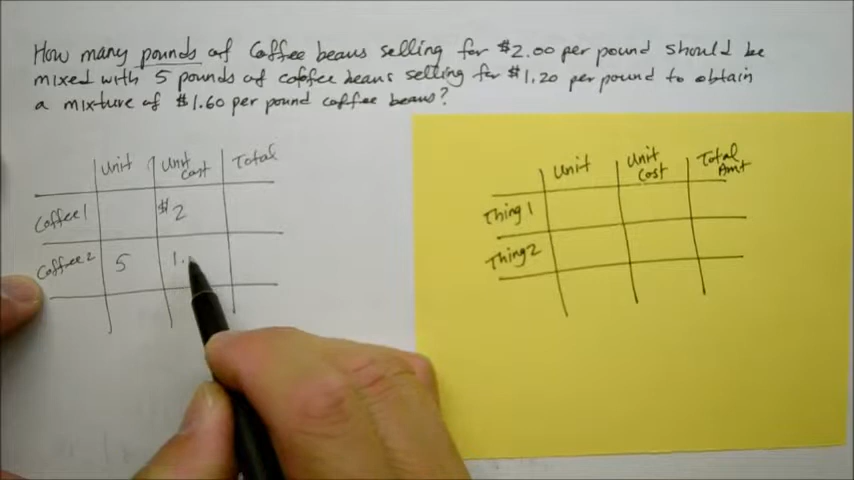 How many pounds of Coffee beans selling for $2.00 per pound should be
mixed with 5 pounds of coffee beans selling for $1.20 per pound to obtain
a mixture of $1.60 per pound coffee beans?
Unit Unit Cost Total
Coffee 1 $2
Coffee 2 5 1.
Unit Unit Cost Total Amt
Thing 1
Thing 2